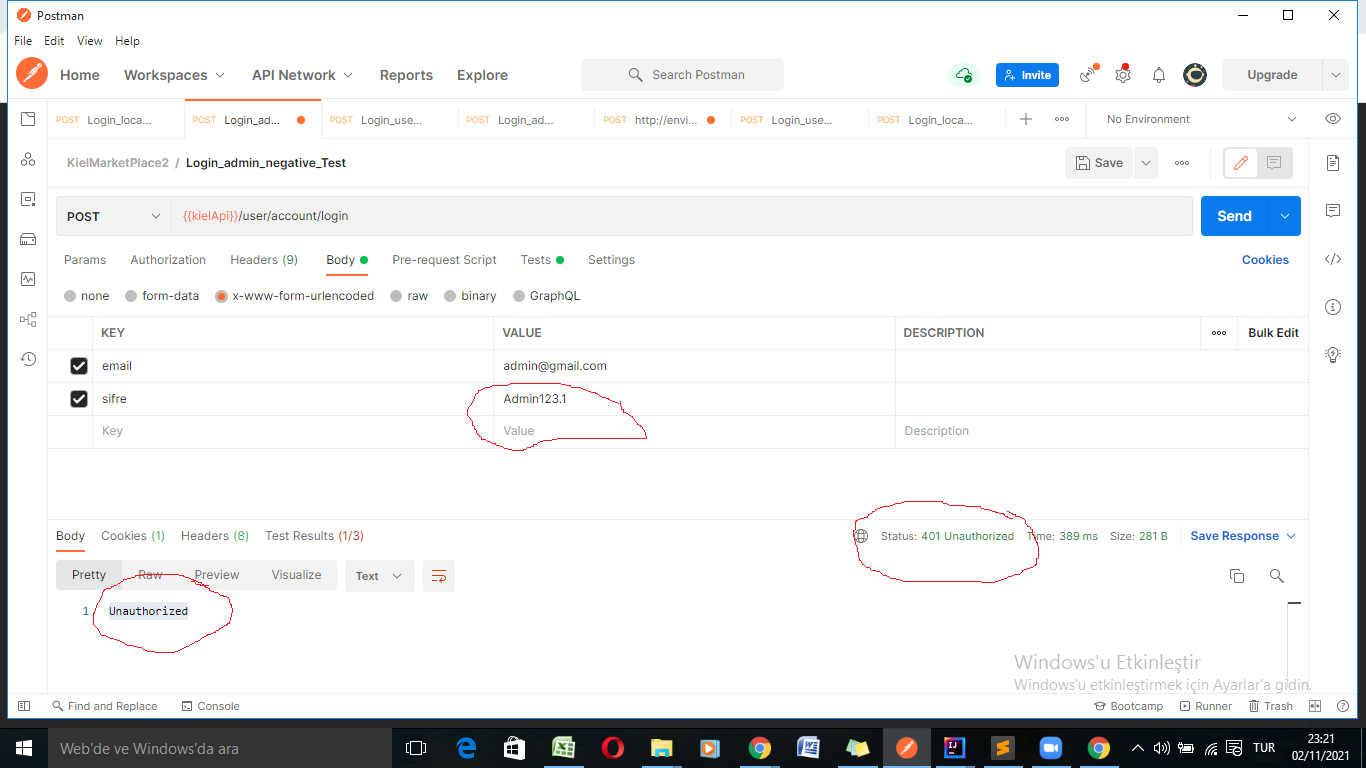 Postman
File Edit View Help
Home Workspaces API Network Reports Explore Search Postman Invite Upgrade
POST Login_loca... POST Login_ad... POST Login_use... POST Login_ad... POST http://envi... POST Login_use... POST Login_loca... No Environment
KielMarketPlace2 / Login_admin_negative_Test Save
POST {{kielApi}}/user/account/login Send
Params Authorization Headers (9) Body Pre-request Script Tests Settings Cookies
none form-data x-www-form-urlencoded raw binary GraphQL
KEY VALUE DESCRIPTION Bulk Edit
email admin@gmail.com
sifre Admin123.1
Key Value Description
Body Cookies (1) Headers (8) Test Results (1/3) Status: 401 Unauthorized Time: 389 ms Size: 281 B Save Response
Pretty Raw Preview Visualize Text
1 Unauthorized
Windows'u Etkinleştir
Windows'u etkinleştirmek için Ayarlar'a gidin.
Find and Replace Console Bootcamp Runner Trash
Web'de ve Windows'da ara TUR 23:21
02/11/2021